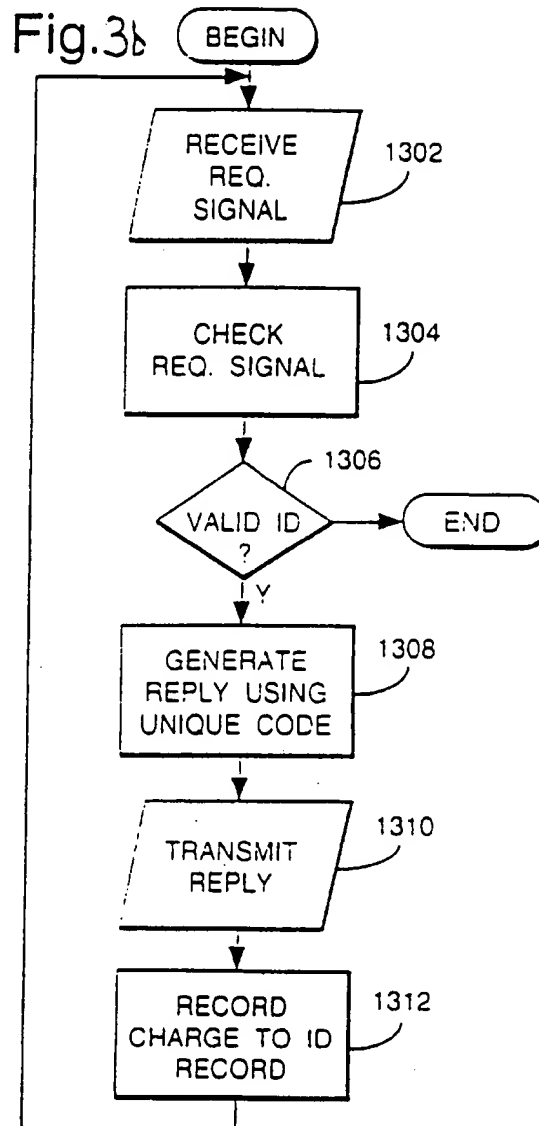 Fig.3b
BEGIN
RECEIVE
REQ.
SIGNAL
1302
CHECK
REQ. SIGNAL
1304
1306
VALID ID
?
END
Y
GENERATE
REPLY USING
UNIQUE CODE
1308
TRANSMIT
REPLY
1310
RECORD
CHARGE TO ID
RECORD
1312